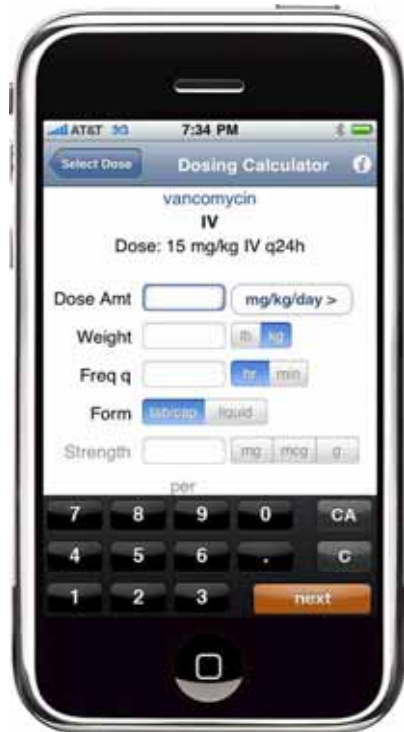 AT&T 3G 7:34 PM
Select Dose Dosing Calculator
vancomycin
IV
Dose: 15 mg/kg IV q24h
Dose Amt mg/kg/day >
Weight lb kg
Freq q hr min
Form tab/cap liquid
Strength mg mcg g
per
7 8 9 0 CA
4 5 6 . C
1 2 3 next